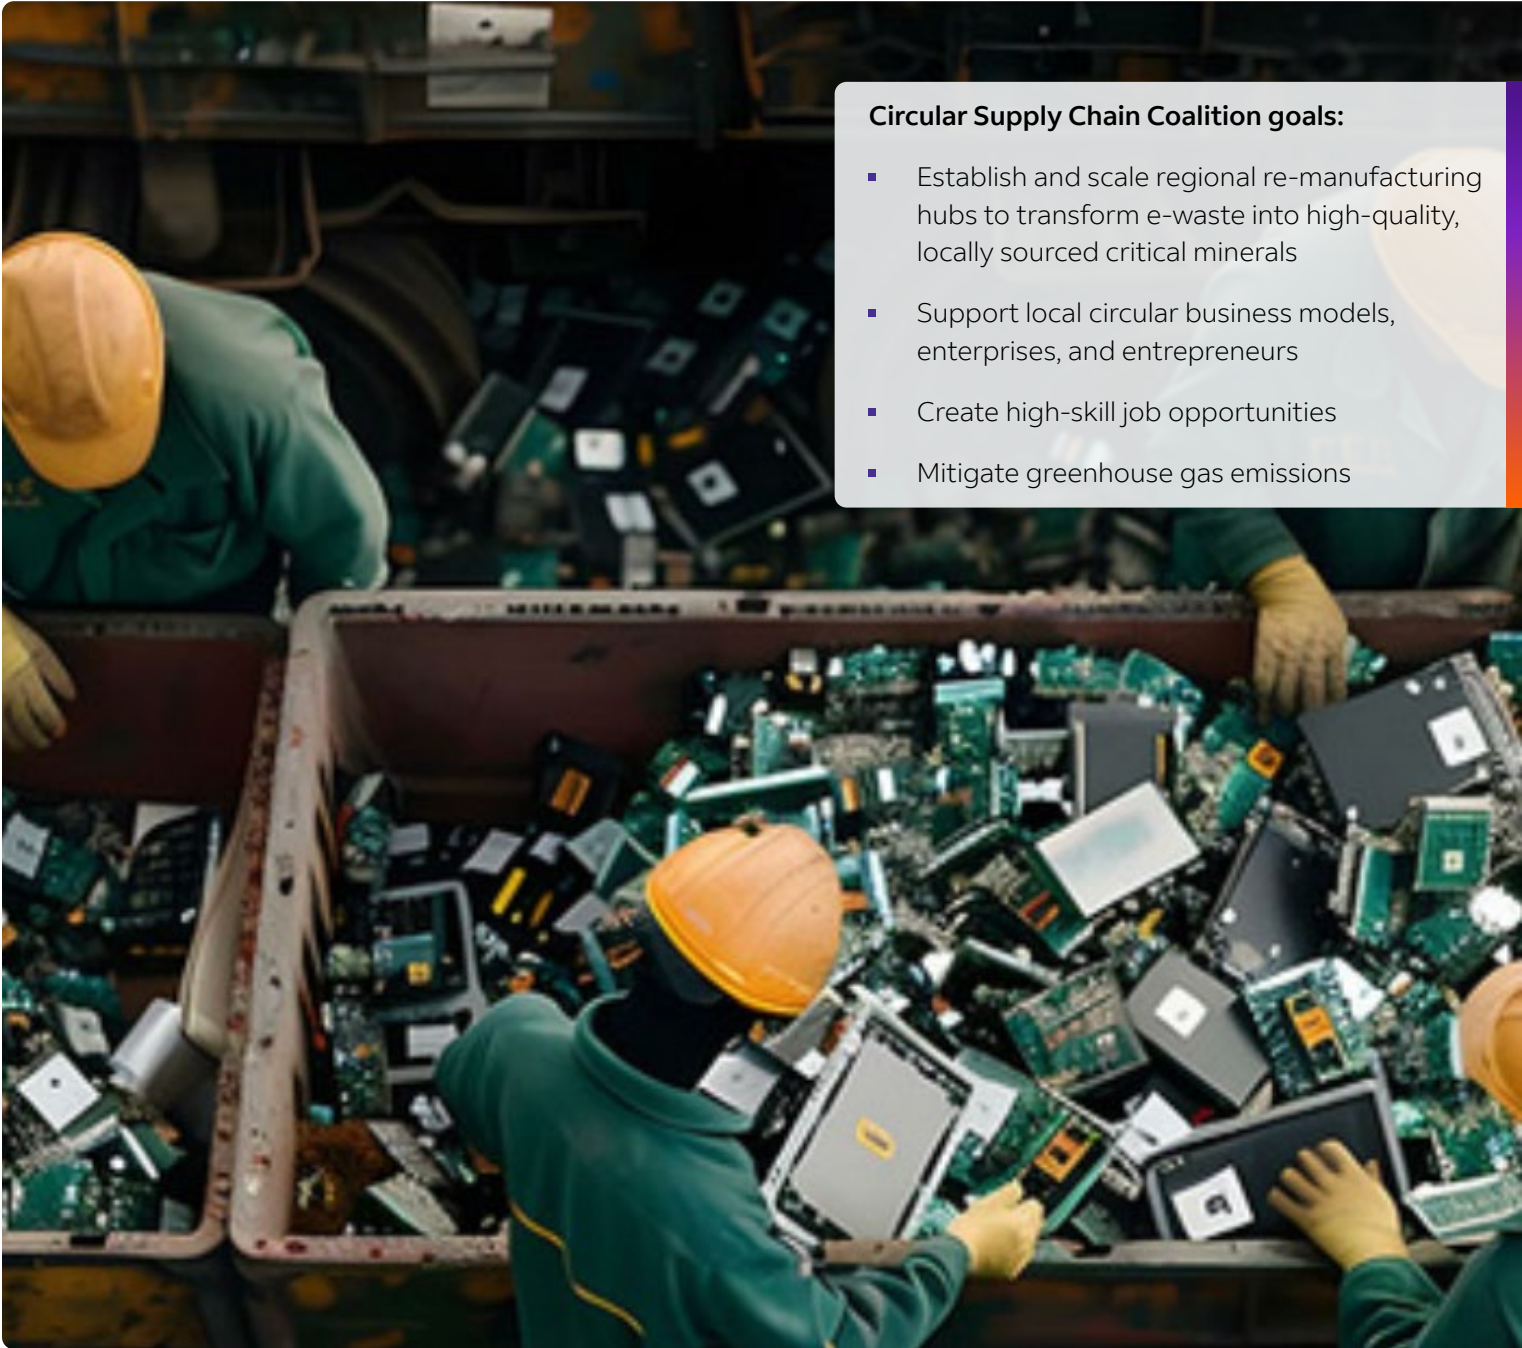 Circular Supply Chain Coalition goals:
Establish and scale regional re-manufacturing
hubs to transform e-waste into high-quality,
locally sourced critical minerals
Support local circular business models,
enterprises, and entrepreneurs
Create high-skill job opportunities
Mitigate greenhouse gas emissions